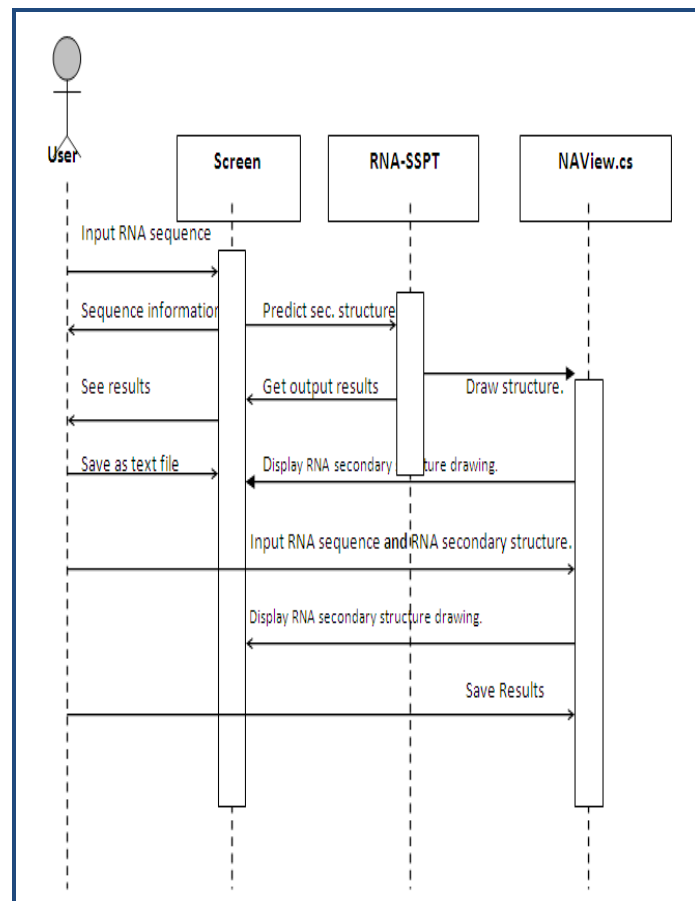 User
Screen
RNA-SSPT
NAView.cs
Input RNA sequence
Sequence information
Predict sec. structure
See results
Get output results
Draw structure.
Save as text file
Display RNA secondary structure drawing.
Input RNA sequence and RNA secondary structure.
Display RNA secondary structure drawing.
Save Results